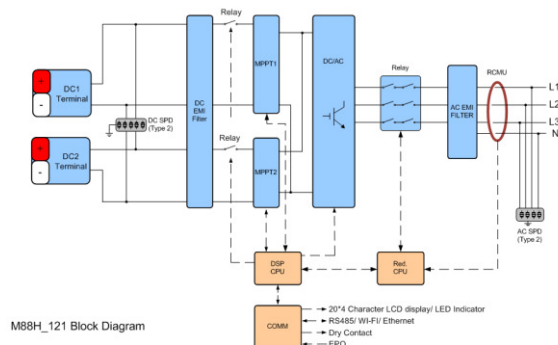 Relay
RCMU
DC1
Terminal
DC
EMI
Filter
MPPT1
DC/AC
Relay
AC EMI
FILTER
L1
L2
L3
N
DC SPD
(Type 2)
DC2
Terminal
Relay
MPPT2
AC SPD
(Type 2)
DSP
CPU
Red.
CPU
COMM
20*4 Character LCD display/ LED Indicator
RS485/ WI-FI/ Ethernet
Dry Contact
EPO
M88H_121 Block Diagram
+
-
+
-